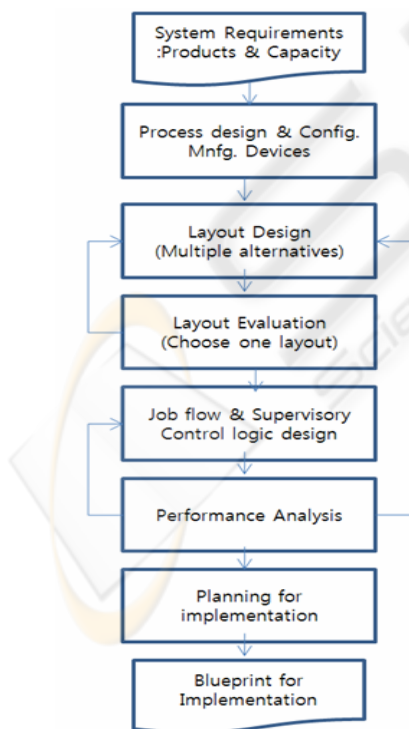 System Requirements
:Products & Capacity
Process design & Config.
Mnfg. Devices
Layout Design
(Multiple alternatives)
Layout Evaluation
(Choose one layout)
Job flow & Supervisory
Control logic design
Performance Analysis
Planning for
implementation
Blueprint for
Implementation